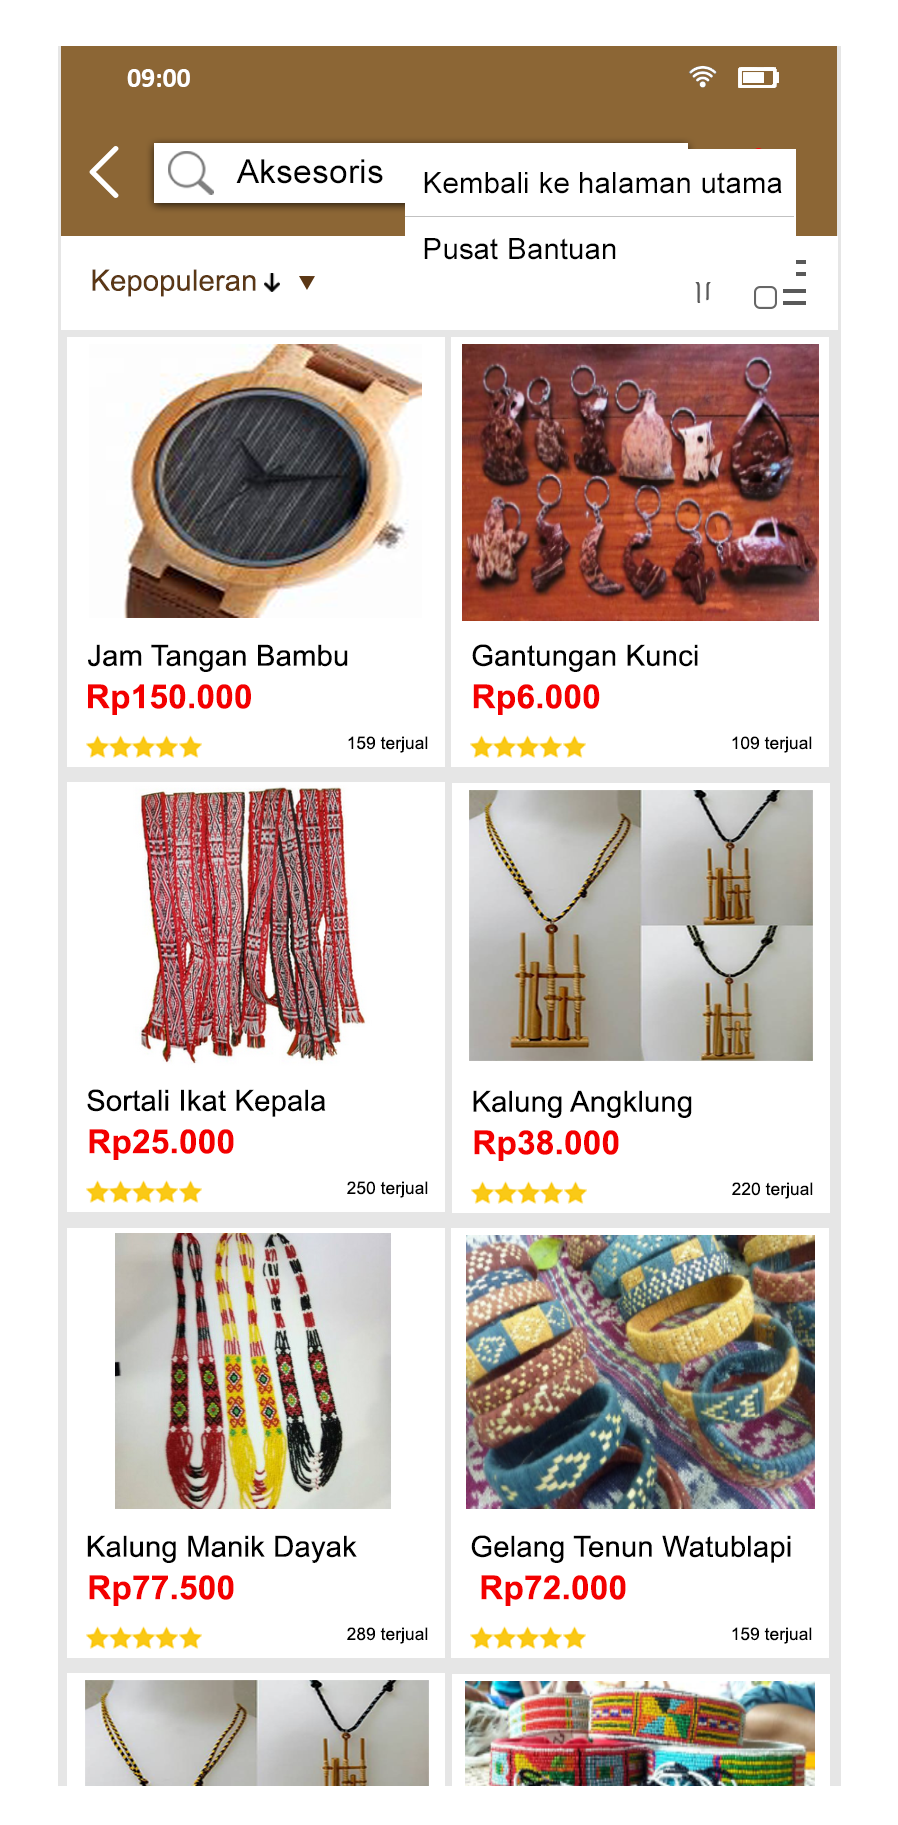 09:00
Aksesoris
Kembali ke halaman utama
Pusat Bantuan
Kepopuleran
Jam Tangan Bambu
Rp150.000
159 terjual
Gantungan Kunci
Rp6.000
109 terjual
Sortali Ikat Kepala
Rp25.000
250 terjual
Kalung Angklung
Rp38.000
220 terjual
Kalung Manik Dayak
Rp77.500
289 terjual
Gelang Tenun Watublapi
Rp72.000
159 terjual